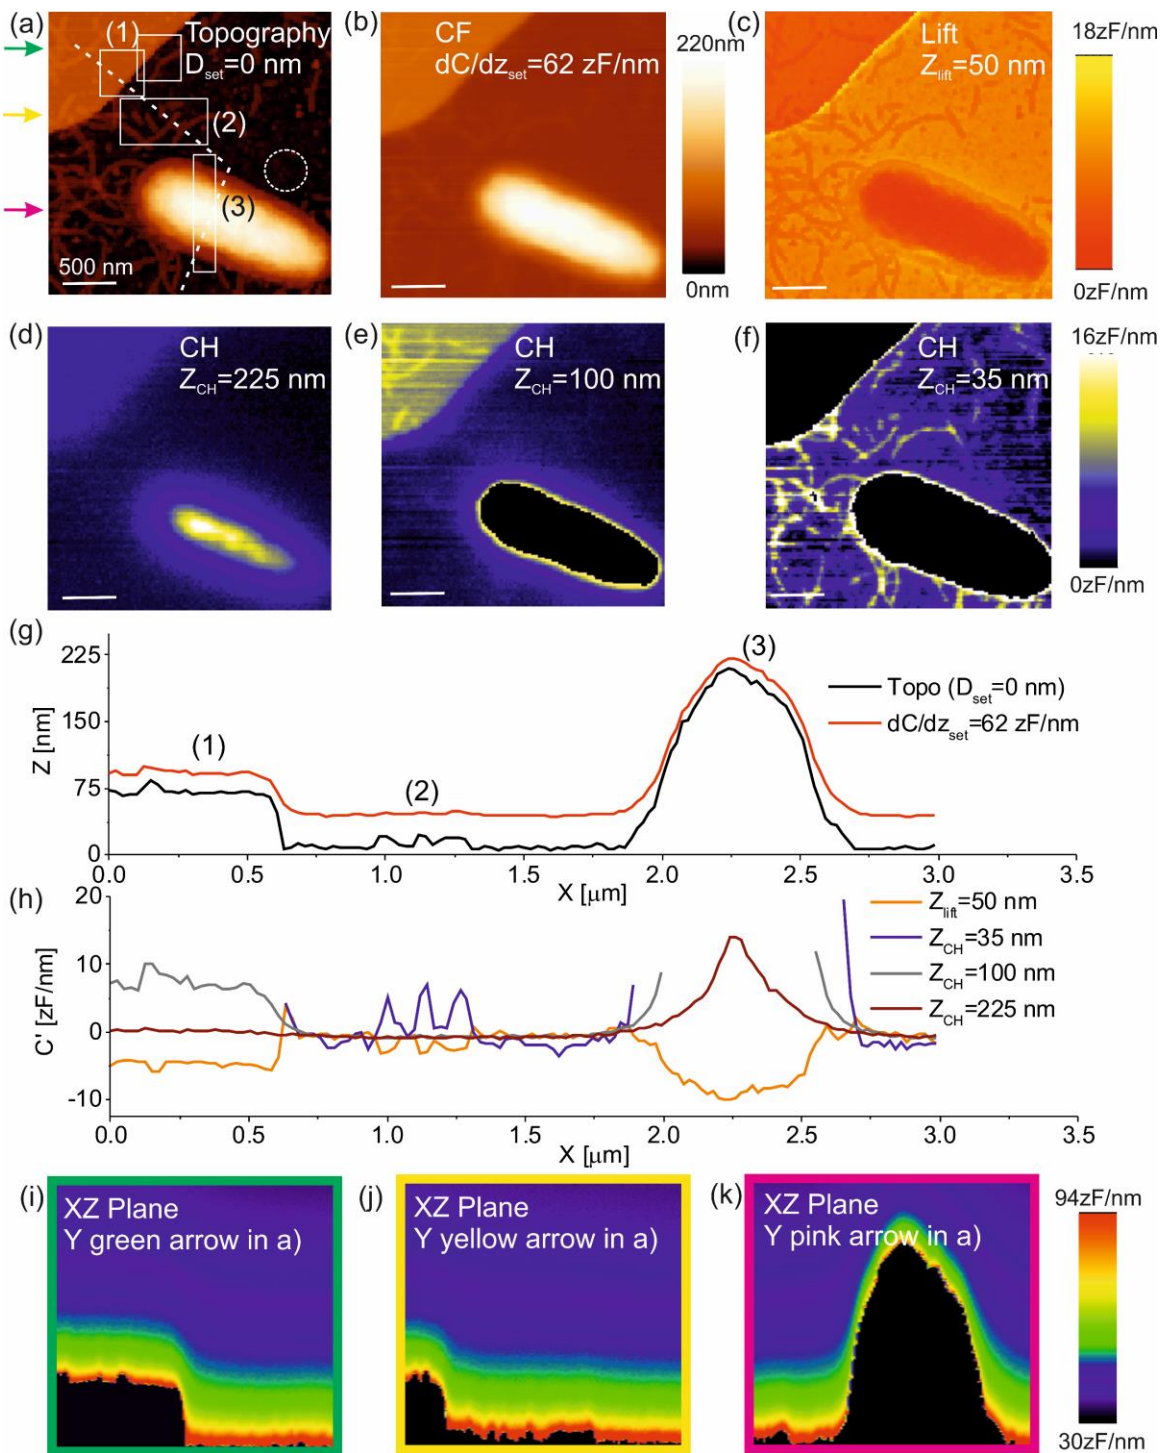 (a)
(1)
Topography
D_set=0 nm
(2)
(3)
500 nm
(b)
CF
dC/dz_set=62 zF/nm
220nm
0nm
(c)
Lift
Z_lift=50 nm
18zF/nm
0zF/nm
(d)
CH
Z_CH=225 nm
(e)
CH
Z_CH=100 nm
(f)
CH
Z_CH=35 nm
16zF/nm
0zF/nm
(g)
225
150
75
0
Z [nm]
(1)
(2)
(3)
Topo (D_set=0 nm)
dC/dz_set=62 zF/nm
0.0 0.5 1.0 1.5 2.0 2.5 3.0 3.5
X [μm]
(h)
20
10
0
-10
C' [zF/nm]
Z_lift=50 nm
Z_CH=35 nm
Z_CH=100 nm
Z_CH=225 nm
0.0 0.5 1.0 1.5 2.0 2.5 3.0 3.5
X [μm]
(i)
XZ Plane
Y green arrow in a)
(j)
XZ Plane
Y yellow arrow in a)
(k)
XZ Plane
Y pink arrow in a)
94zF/nm
30zF/nm